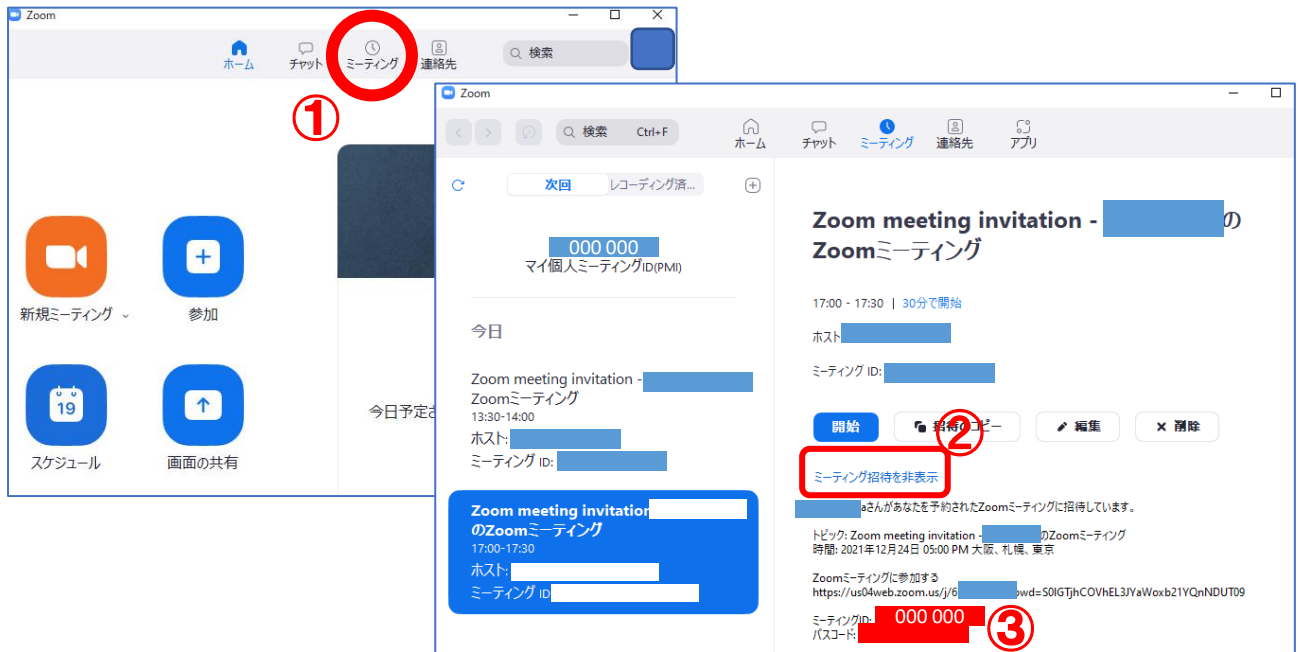 Zoom
ホーム
チャット
ミーティング
連絡先
検索
①
新規ミーティング
参加
19
スケジュール
画面の共有
今日予定さ
Zoom
検索 Ctrl+F
ホーム
チャット
ミーティング
連絡先
アプリ
次回
レコーディング済...
000 000
マイ個人ミーティングID(PMI)
今日
Zoom meeting invitation -
Zoomミーティング
13:30-14:00
ホスト:
ミーティング ID:
Zoom meeting invitation
のZoomミーティング
17:00-17:30
ホスト:
ミーティング ID
Zoom meeting invitation - の
Zoomミーティング
17:00 - 17:30 | 30分で開始
ホスト
ミーティング ID:
開始
招待のコピー
編集
削除
②
ミーティング招待を非表示
aさんがあなたを予約されたZoomミーティングに招待しています。
トピック: Zoom meeting invitation - のZoomミーティング
時間: 2021年12月24日 05:00 PM 大阪、札幌、東京
Zoomミーティングに参加する
https://us04web.zoom.us/j/6 pwd=S0lGTjhCOVhEL3JYaWoxb21YQnNDUT09
ミーティングID: 000 000
パスコード:
③